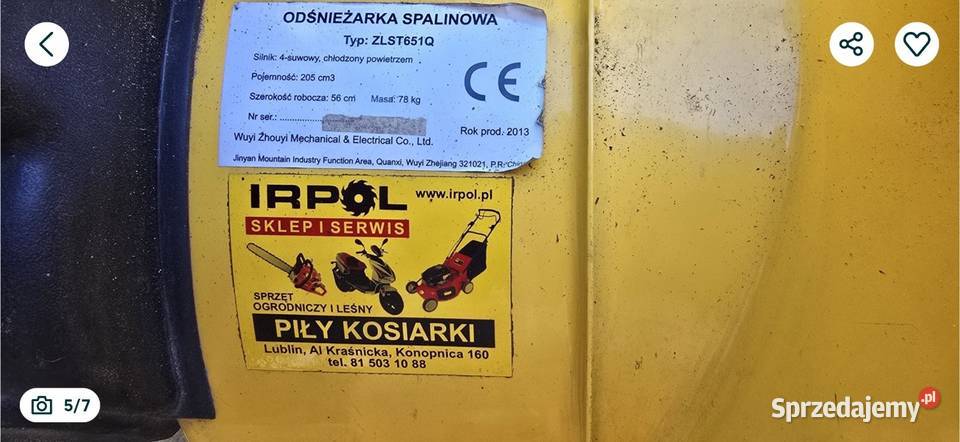 ODŚNIEŻARKA SPALINOWA
Typ: ZLST651Q
Silnik: 4-suwowy, chłodzony powietrzem
Pojemność: 205 cm3
Szerokość robocza: 56 cm Masa: 78 kg
Nr ser.:
CE
Rok prod. 2013
Wuyi Zhouyi Mechanical & Electrical Co., Ltd.
Jinyan Mountain Industry Function Area, Quanxi, Wuyi Zhejiang 321021, P.R. China
IRPOL
www.irpol.pl
SKLEP I SERWIS
SPRZĘT
OGRODNICZY I LEŚNY
PIŁY KOSIARKI
Lublin, Al Kraśnicka, Konopnica 160
tel. 81 503 10 88
5/7
Sprzedajemy.pl